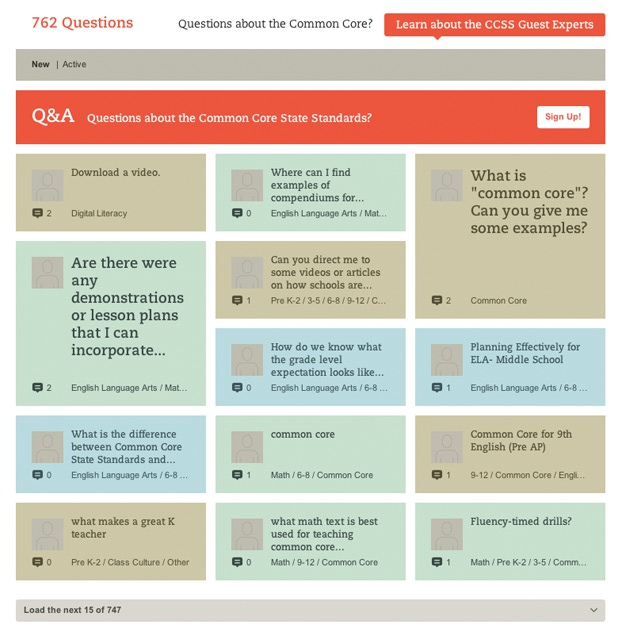 762 Questions
Questions about the Common Core?
Learn about the CCSS Guest Experts
New | Active
Q&A Questions about the Common Core State Standards?
Sign Up!
Download a video.
2 Digital Literacy
Where can I find
examples of
compendiums for...
0 English Language Arts / Mat...
What is
"common core"?
Can you give me
some examples?
2 Common Core
Are there were
any
demonstrations
or lesson plans
that I can
incorporate...
2 English Language Arts / Mat...
Can you direct me to
some videos or articles
on how schools are...
1 Pre K-2 / 3-5 / 6-8 / 9-12 / C...
How do we know what
the grade level
expectation looks like...
0 English Language Arts / 6-8 ...
Planning Effectively for
ELA- Middle School
1 English Language Arts / 6-8 ...
What is the difference
between Common Core
State Standards and...
0 English Language Arts / 6-8 ...
common core
1 Math / 6-8 / Common Core
Common Core for 9th
English (Pre AP)
1 9-12 / Common Core / Engli...
what makes a great K
teacher
0 Pre K-2 / Class Culture / Other
what math text is best
used for teaching
common core...
0 Math / 9-12 / Common Core
Fluency-timed drills?
1 Math / Pre K-2 / 3-5 / Comm...
Load the next 15 of 747